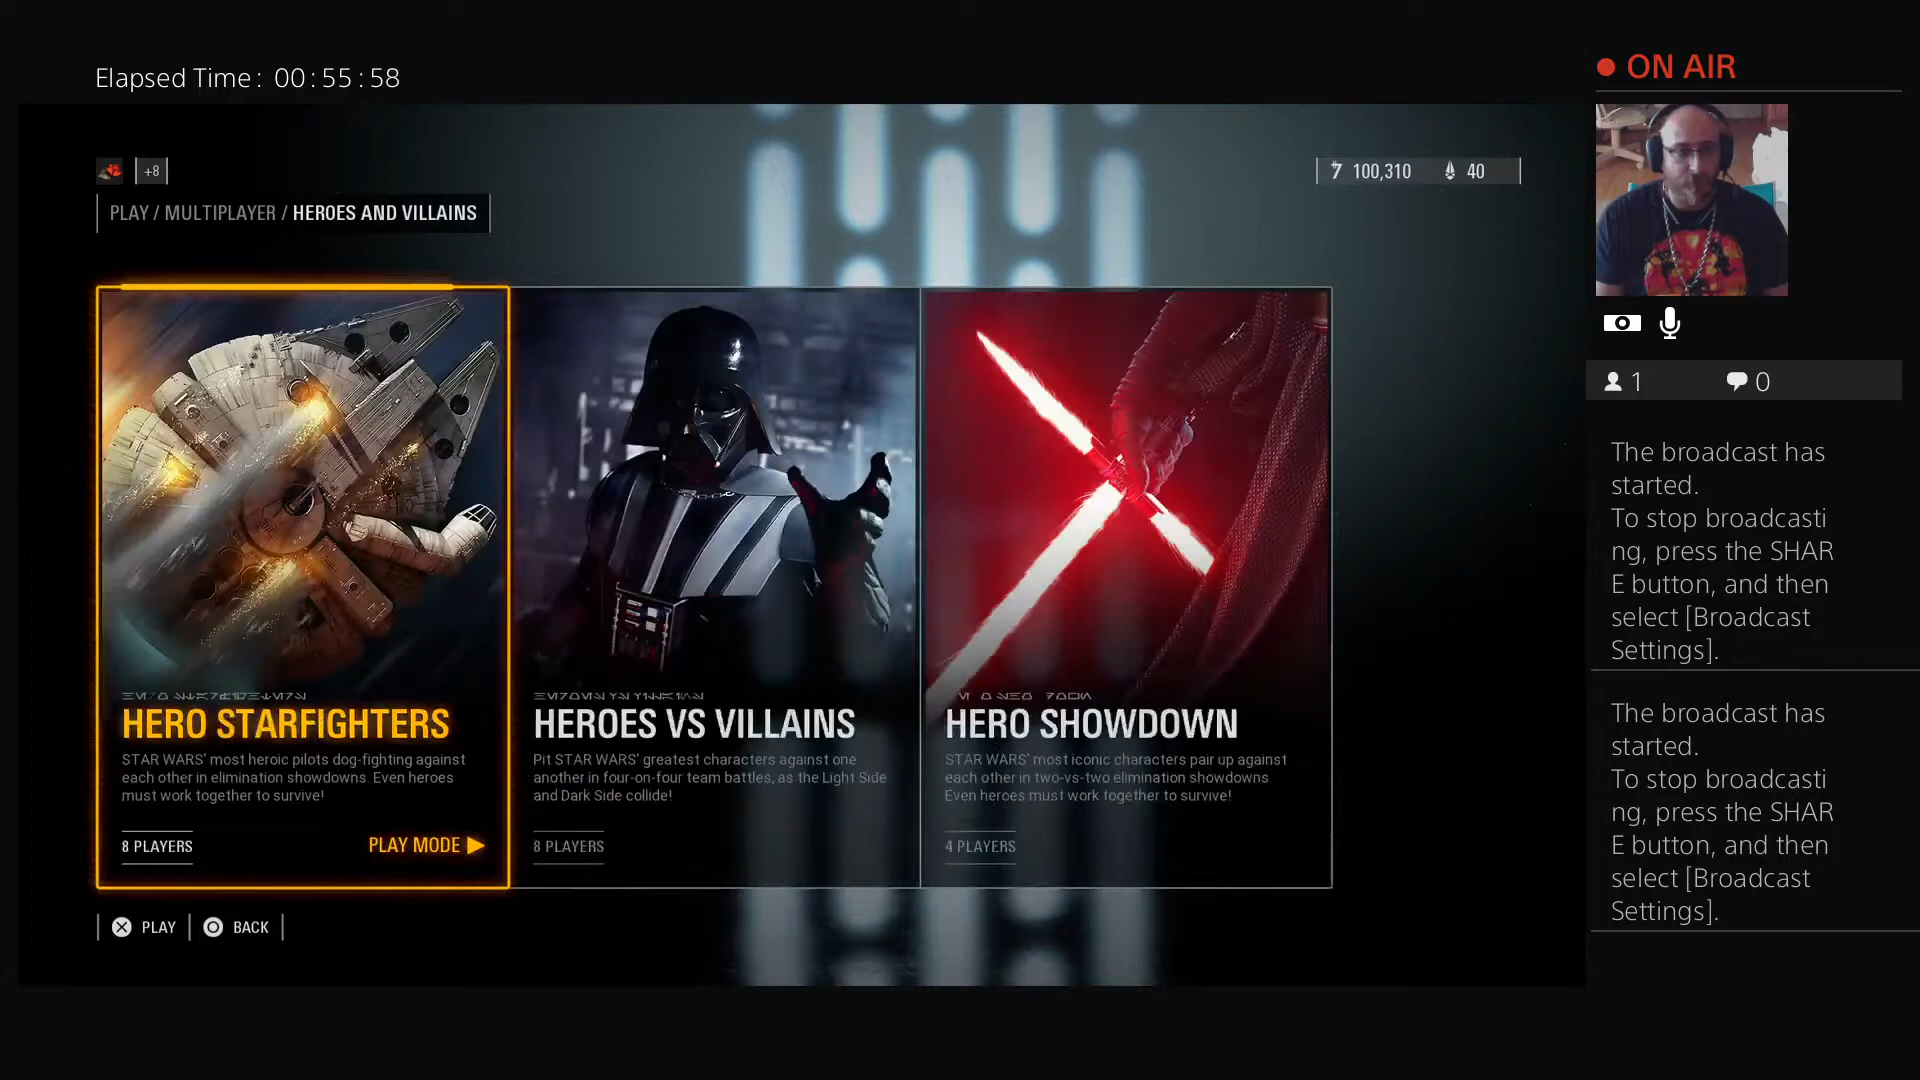 Elapsed Time: 00:55:58
ON AIR
+8
100,310
40
PLAY / MULTIPLAYER / HEROES AND VILLAINS
HERO STARFIGHTERS
STAR WARS' most heroic pilots dog-fighting against
each other in elimination showdowns. Even heroes
must work together to survive!
8 PLAYERS
PLAY MODE
HEROES VS VILLAINS
Pit STAR WARS' greatest characters against one
another in four-on-four team battles, as the Light Side
and Dark Side collide!
8 PLAYERS
HERO SHOWDOWN
STAR WARS' most iconic characters pair up against
each other in two-vs-two elimination showdowns.
Even heroes must work together to survive!
4 PLAYERS
PLAY
BACK
1
0
The broadcast has
started.
To stop broadcasti
ng, press the SHAR
E button, and then
select [Broadcast
Settings].
The broadcast has
started.
To stop broadcasti
ng, press the SHAR
E button, and then
select [Broadcast
Settings].